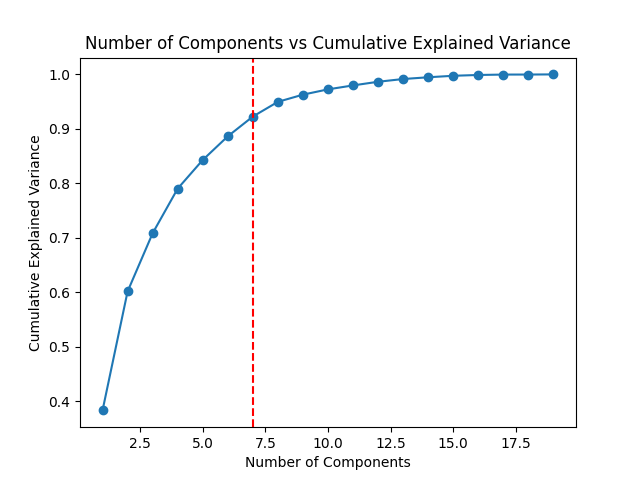 Number of Components vs Cumulative Explained Variance
1.0
0.9
0.8
0.7
0.6
0.5
0.4
Cumulative Explained Variance
2.5 5.0 7.5 10.0 12.5 15.0 17.5
Number of Components